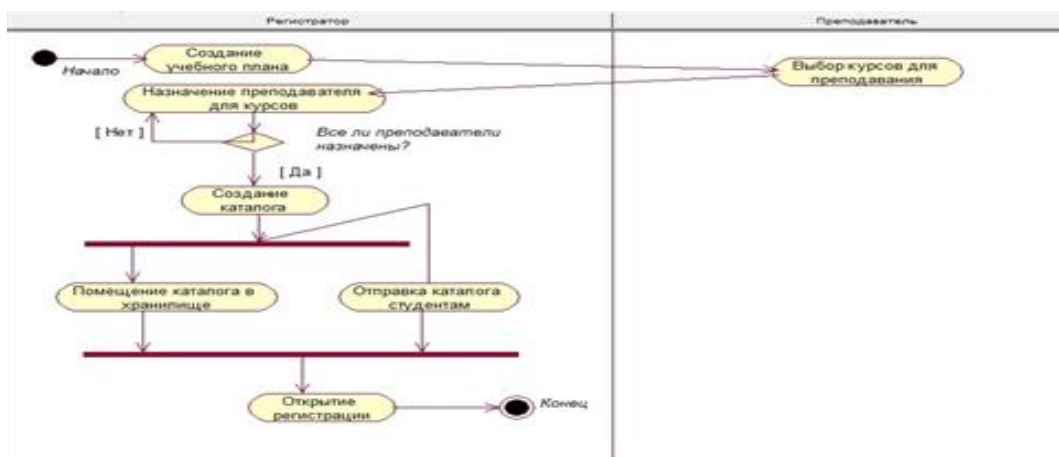 Регистратор
Преподаватель
Начало
Создание
учебного плана
Выбор курсов для
преподавания
Назначение преподавателя
для курсов
[ Нет ]
Все ли преподаватели
назначены?
[ Да ]
Создание
каталога
Помещение каталога в
хранилище
Отправка каталога
студентам
Открытие
регистрации
Конец